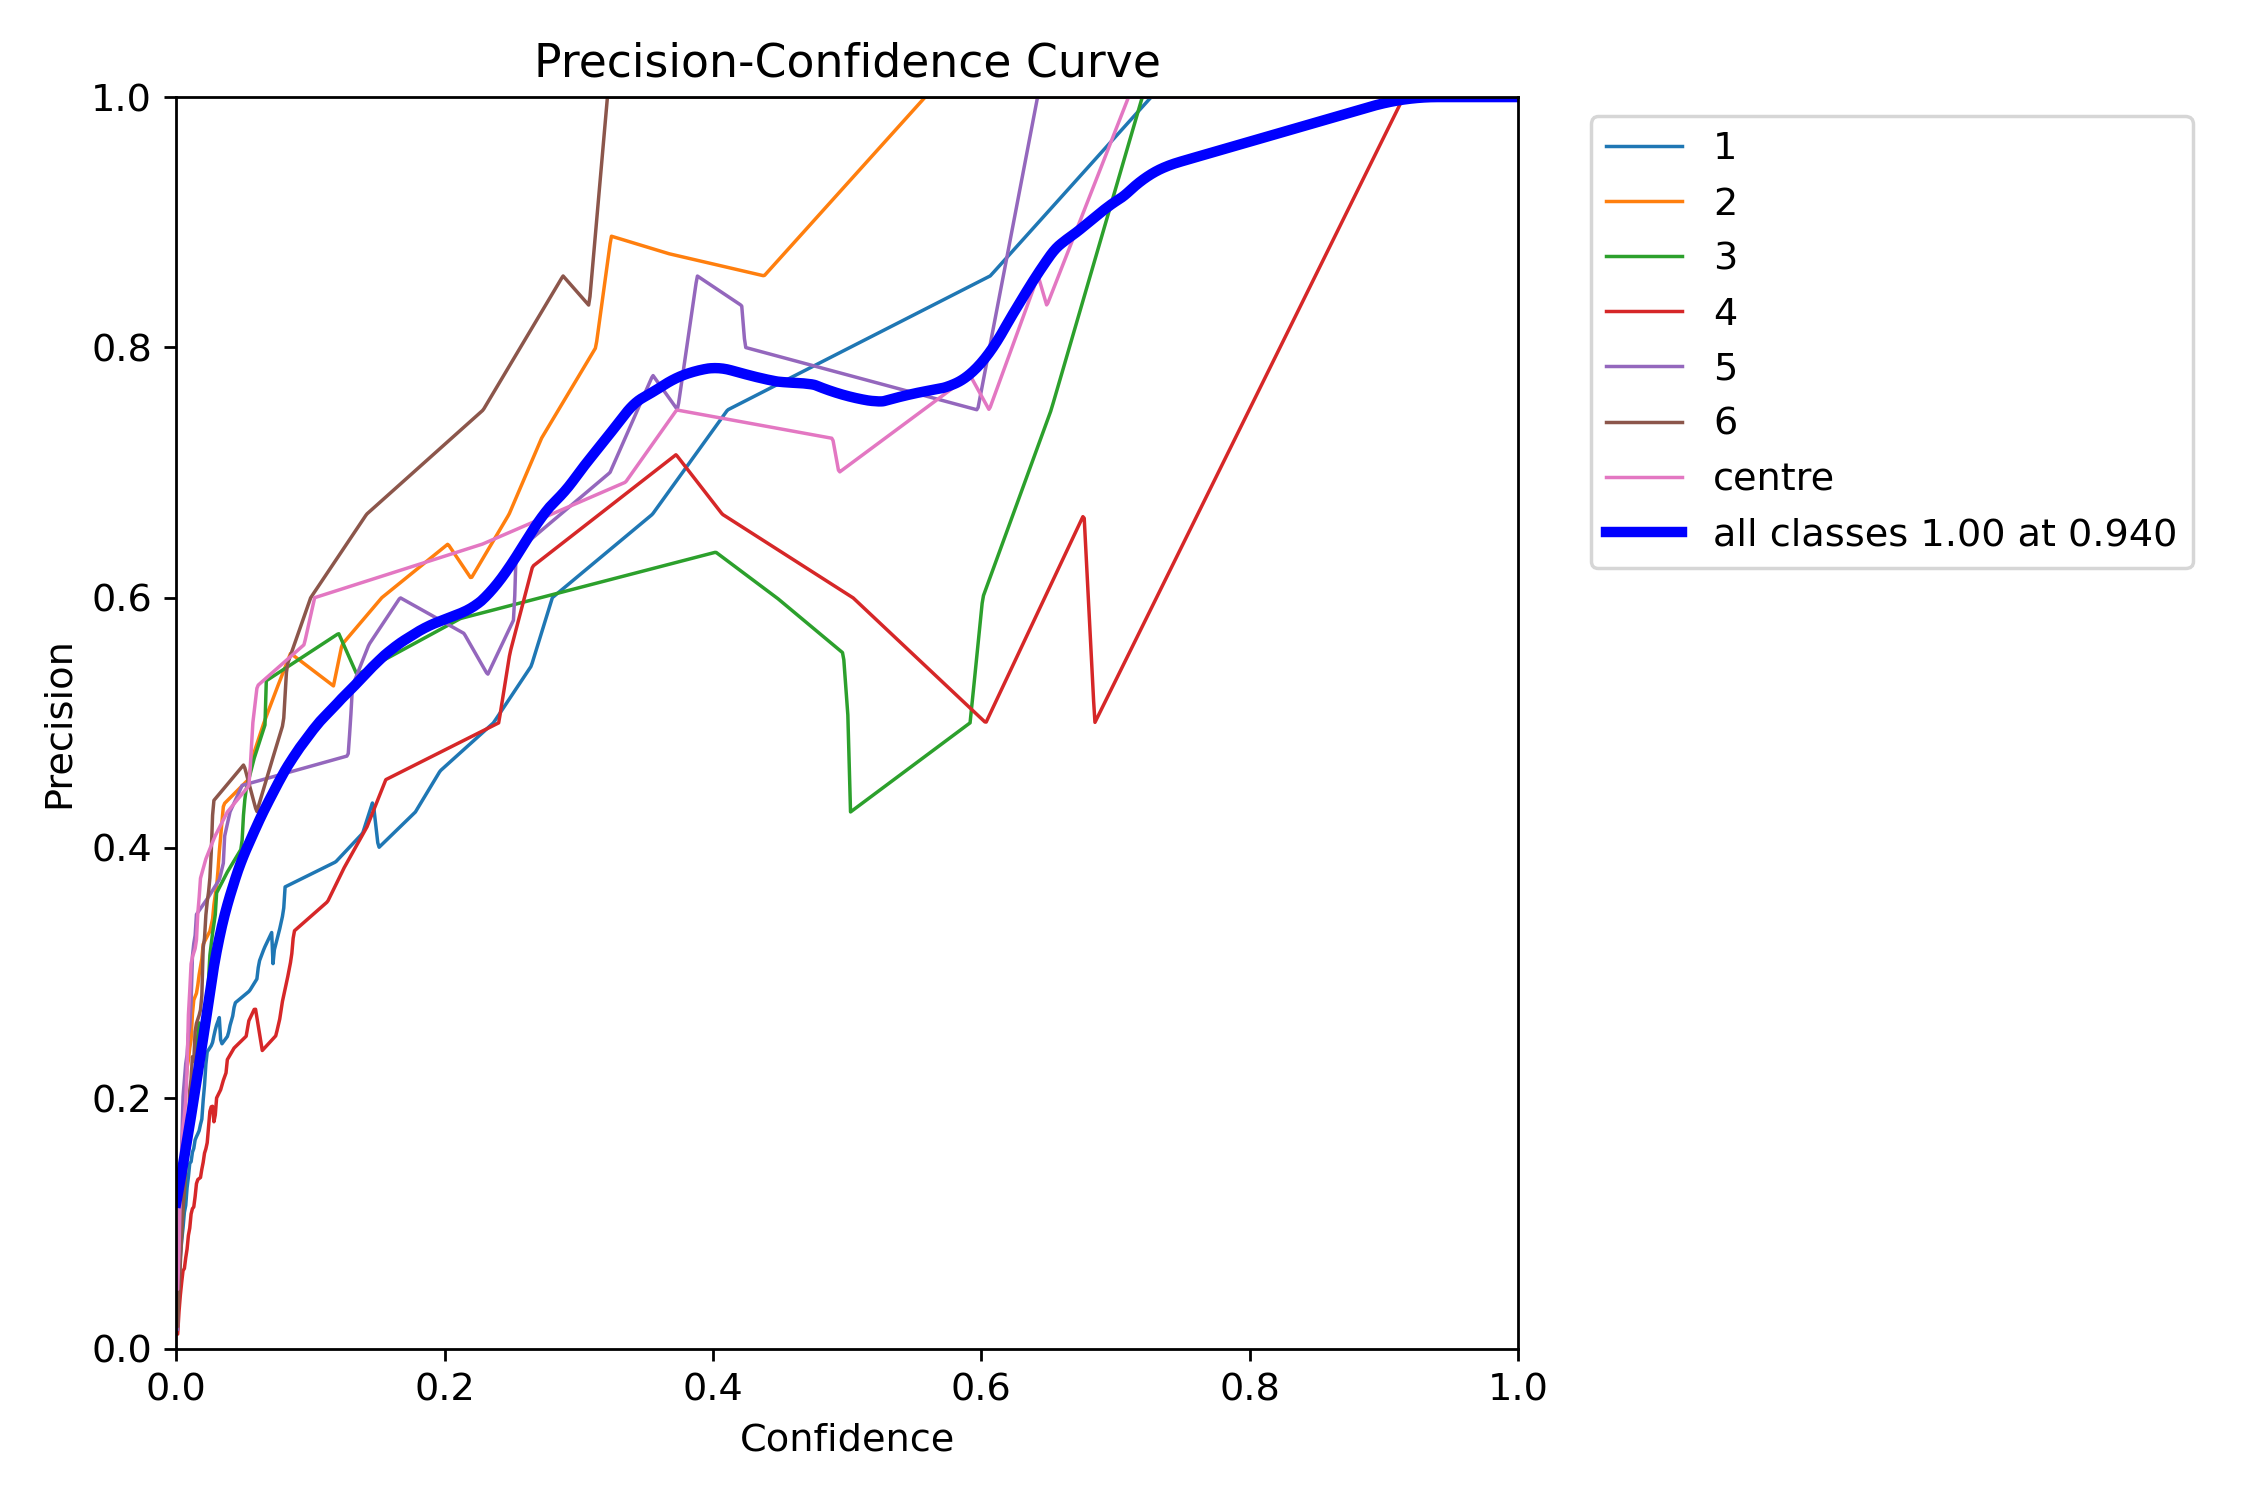 Precision-Confidence Curve
1.0
0.8
0.6
0.4
0.2
0.0
Precision
0.0 0.2 0.4 0.6 0.8 1.0
Confidence
1
2
3
4
5
6
centre
all classes 1.00 at 0.940